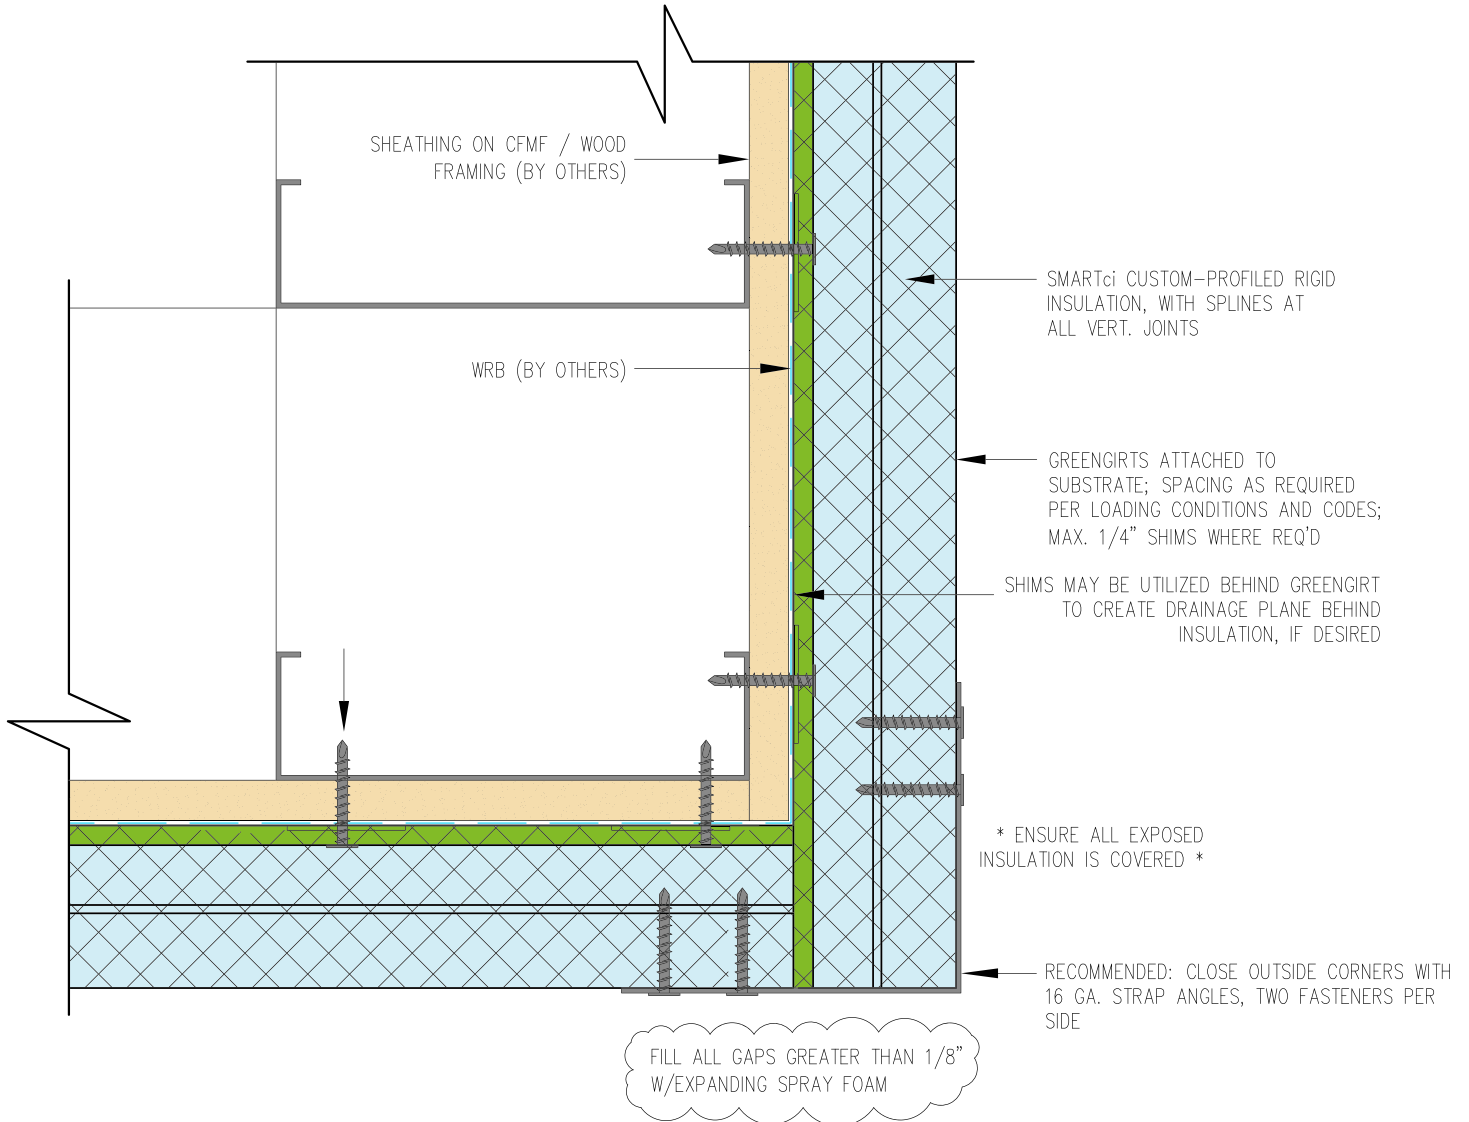 SHEATHING ON CFMF / WOOD
FRAMING (BY OTHERS)
SMARTci CUSTOM-PROFILED RIGID
INSULATION, WITH SPLINES AT
ALL VERT. JOINTS
WRB (BY OTHERS)
GREENGIRTS ATTACHED TO
SUBSTRATE; SPACING AS REQUIRED
PER LOADING CONDITIONS AND CODES;
MAX. 1/4" SHIMS WHERE REQ'D
SHIMS MAY BE UTILIZED BEHIND GREENGIRT
TO CREATE DRAINAGE PLANE BEHIND
INSULATION, IF DESIRED
* ENSURE ALL EXPOSED
INSULATION IS COVERED *
RECOMMENDED: CLOSE OUTSIDE CORNERS WITH
16 GA. STRAP ANGLES, TWO FASTENERS PER
SIDE
FILL ALL GAPS GREATER THAN 1/8"
W/EXPANDING SPRAY FOAM